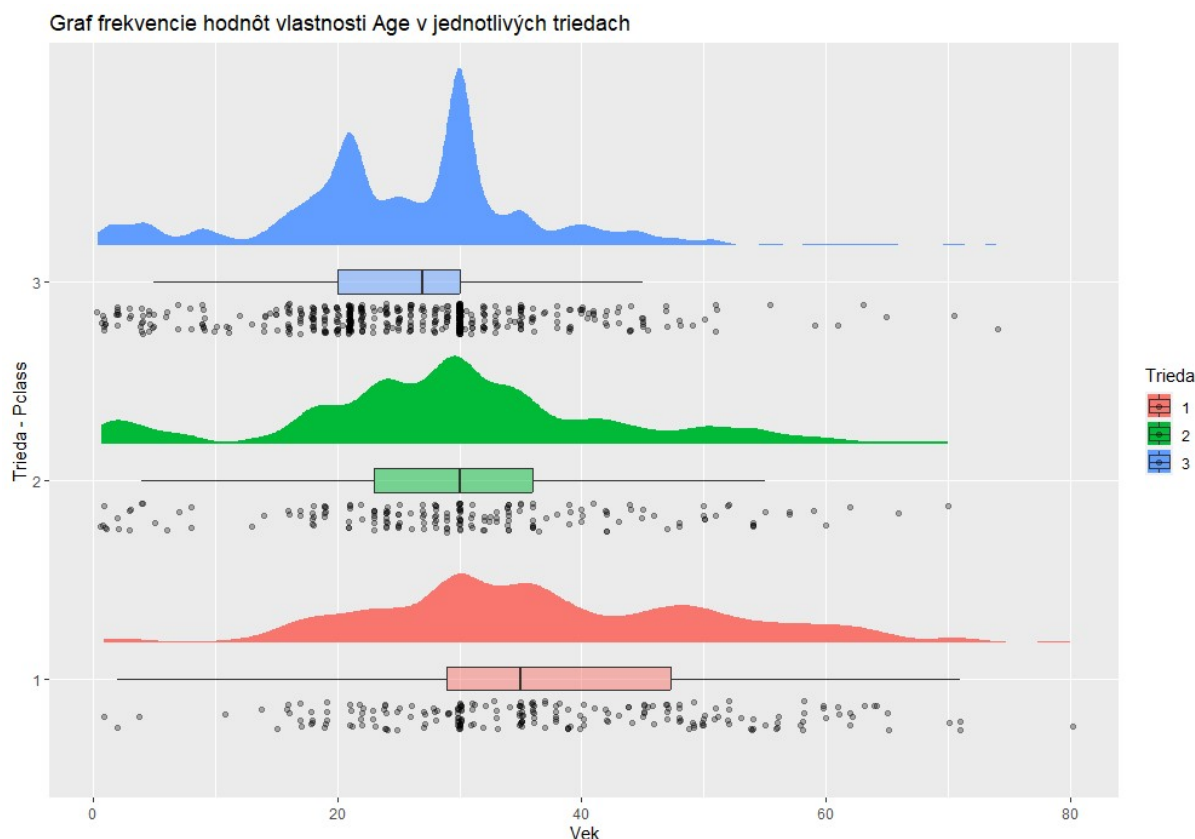 Graf frekvencie hodnôt vlastnosti Age v jednotlivých triedach
Trieda - Pclass
3
2
1
0
20
40
60
80
Vek
Trieda
1
2
3